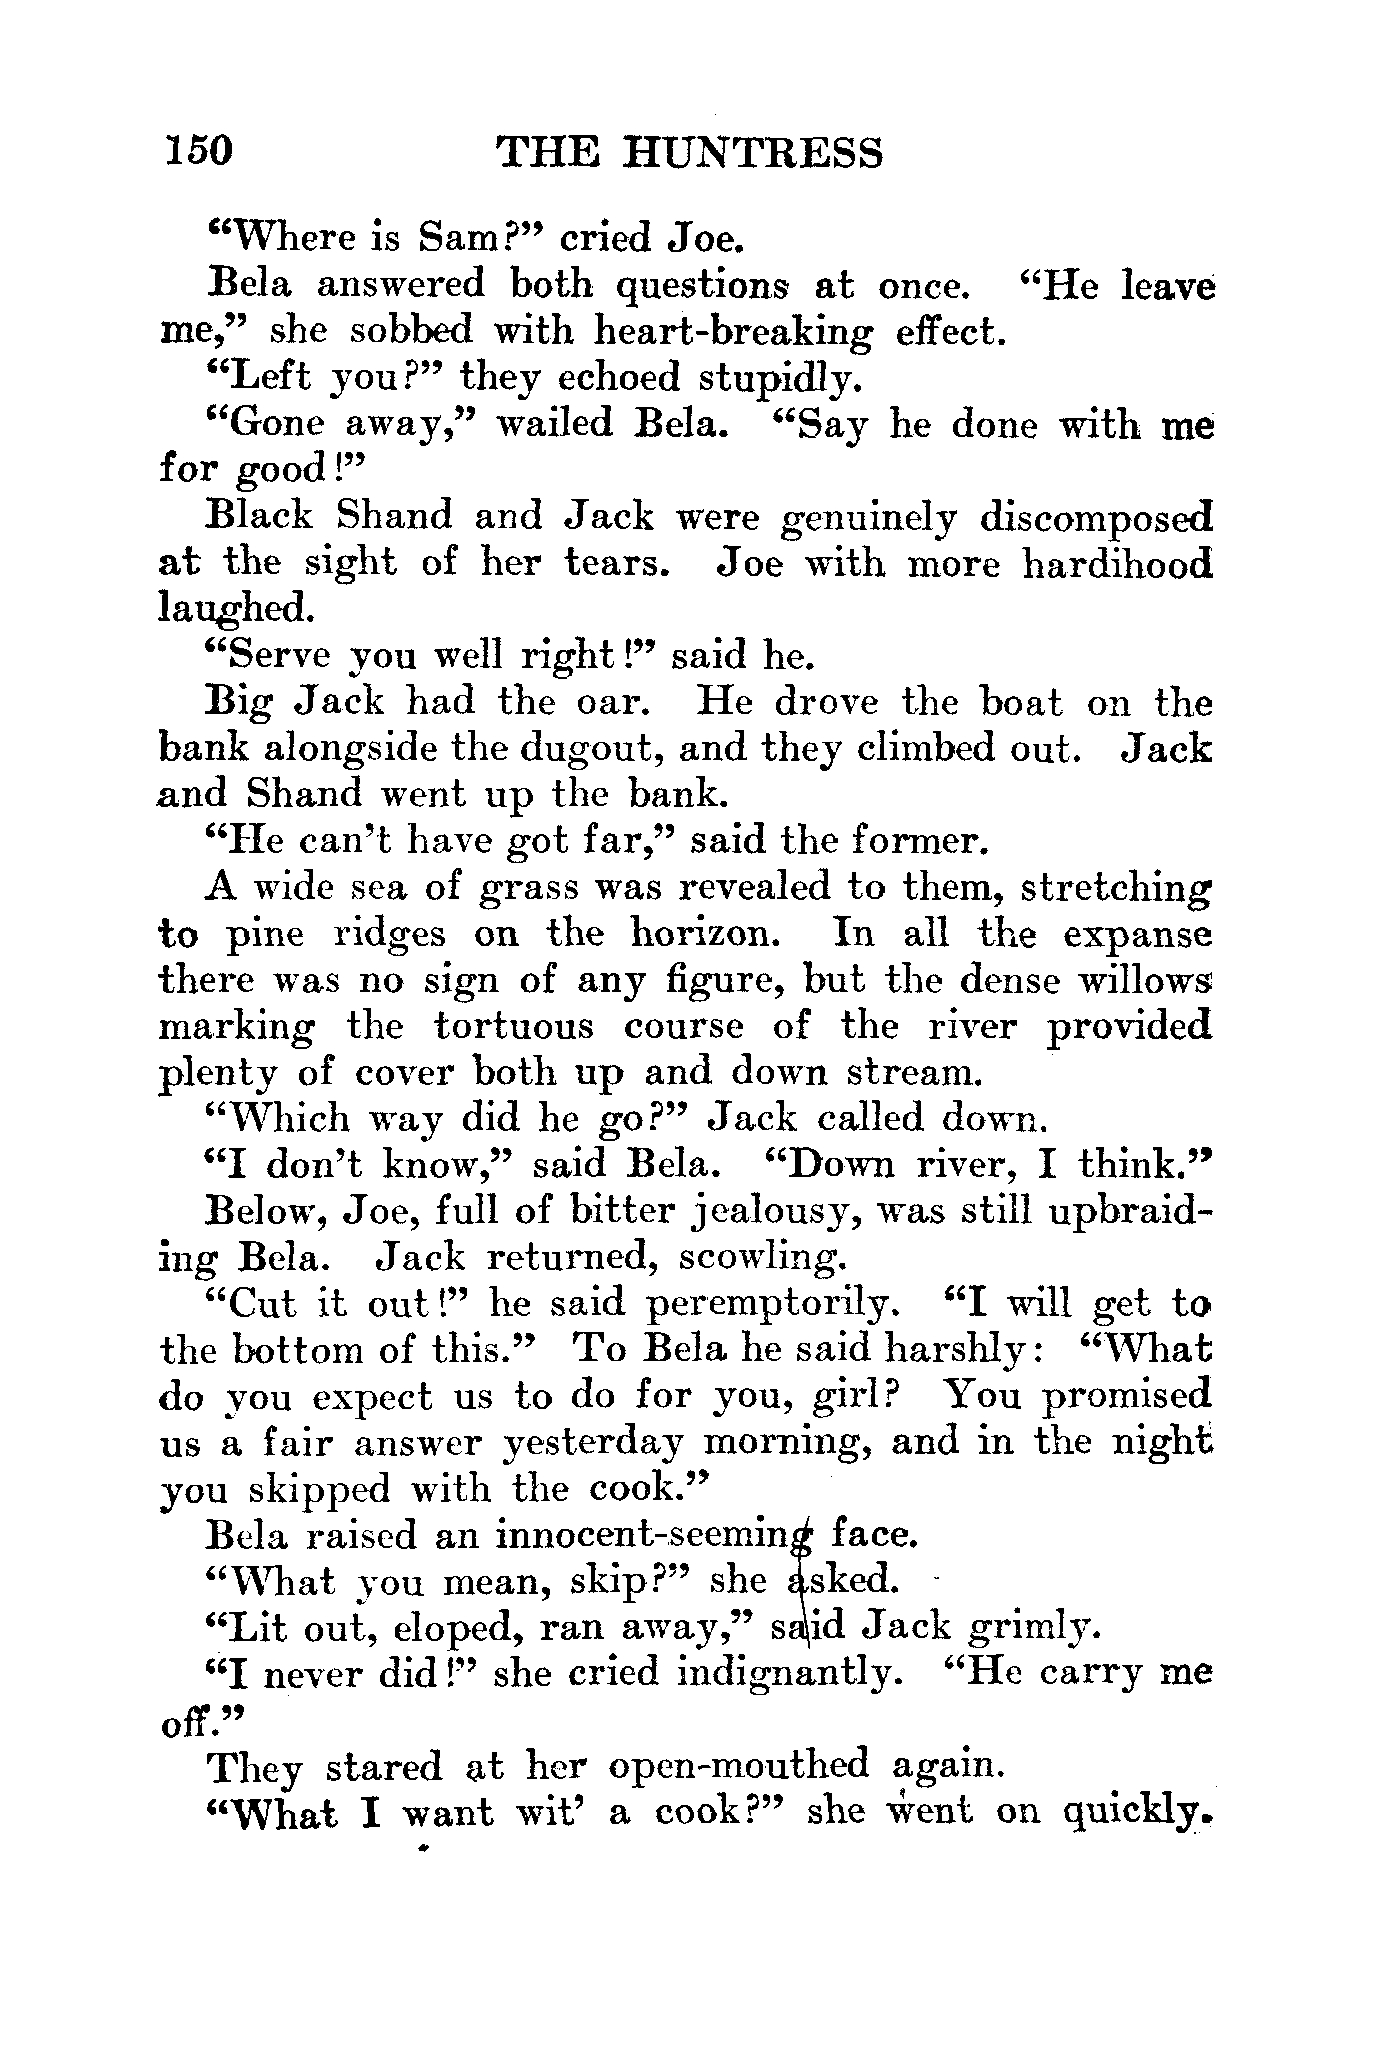 150 THE HUNTRESS
“Where is Sam?” cried Joe.
Bela answered both questions at once. “He leave
me,” she sobbed with heart-breaking effect.
“Left you?” they echoed stupidly.
“Gone away,” wailed Bela. “Say he done with me
for good!”
Black Shand and Jack were genuinely discomposed
at the sight of her tears. Joe with more hardihood
laughed.
“Serve you well right!” said he.
Big Jack had the oar. He drove the boat on the
bank alongside the dugout, and they climbed out. Jack
and Shand went up the bank.
“He can’t have got far,” said the former.
A wide sea of grass was revealed to them, stretching
to pine ridges on the horizon. In all the expanse
there was no sign of any figure, but the dense willows
marking the tortuous course of the river provided
plenty of cover both up and down stream.
“Which way did he go?” Jack called down.
“I don’t know,” said Bela. “Down river, I think.”
Below, Joe, full of bitter jealousy, was still upbraid-
ing Bela. Jack returned, scowling.
“Cut it out!” he said peremptorily. “I will get to
the bottom of this.” To Bela he said harshly: “What
do you expect us to do for you, girl? You promised
us a fair answer yesterday morning, and in the night
you skipped with the cook.”
Bela raised an innocent-seeming face.
“What you mean, skip?” she asked.
“Lit out, eloped, ran away,” said Jack grimly.
“I never did!” she cried indignantly. “He carry me
off.”
They stared at her open-mouthed again.
“What I want wit’ a cook?” she went on quickly.